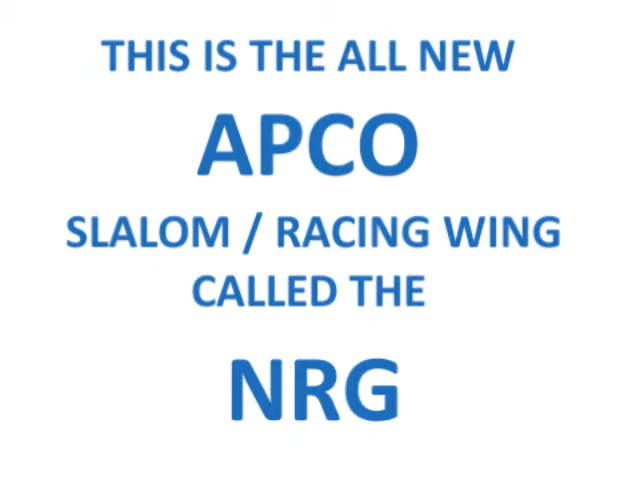 THIS IS THE ALL NEW
APCO
SLALOM / RACING WING
CALLED THE
NRG